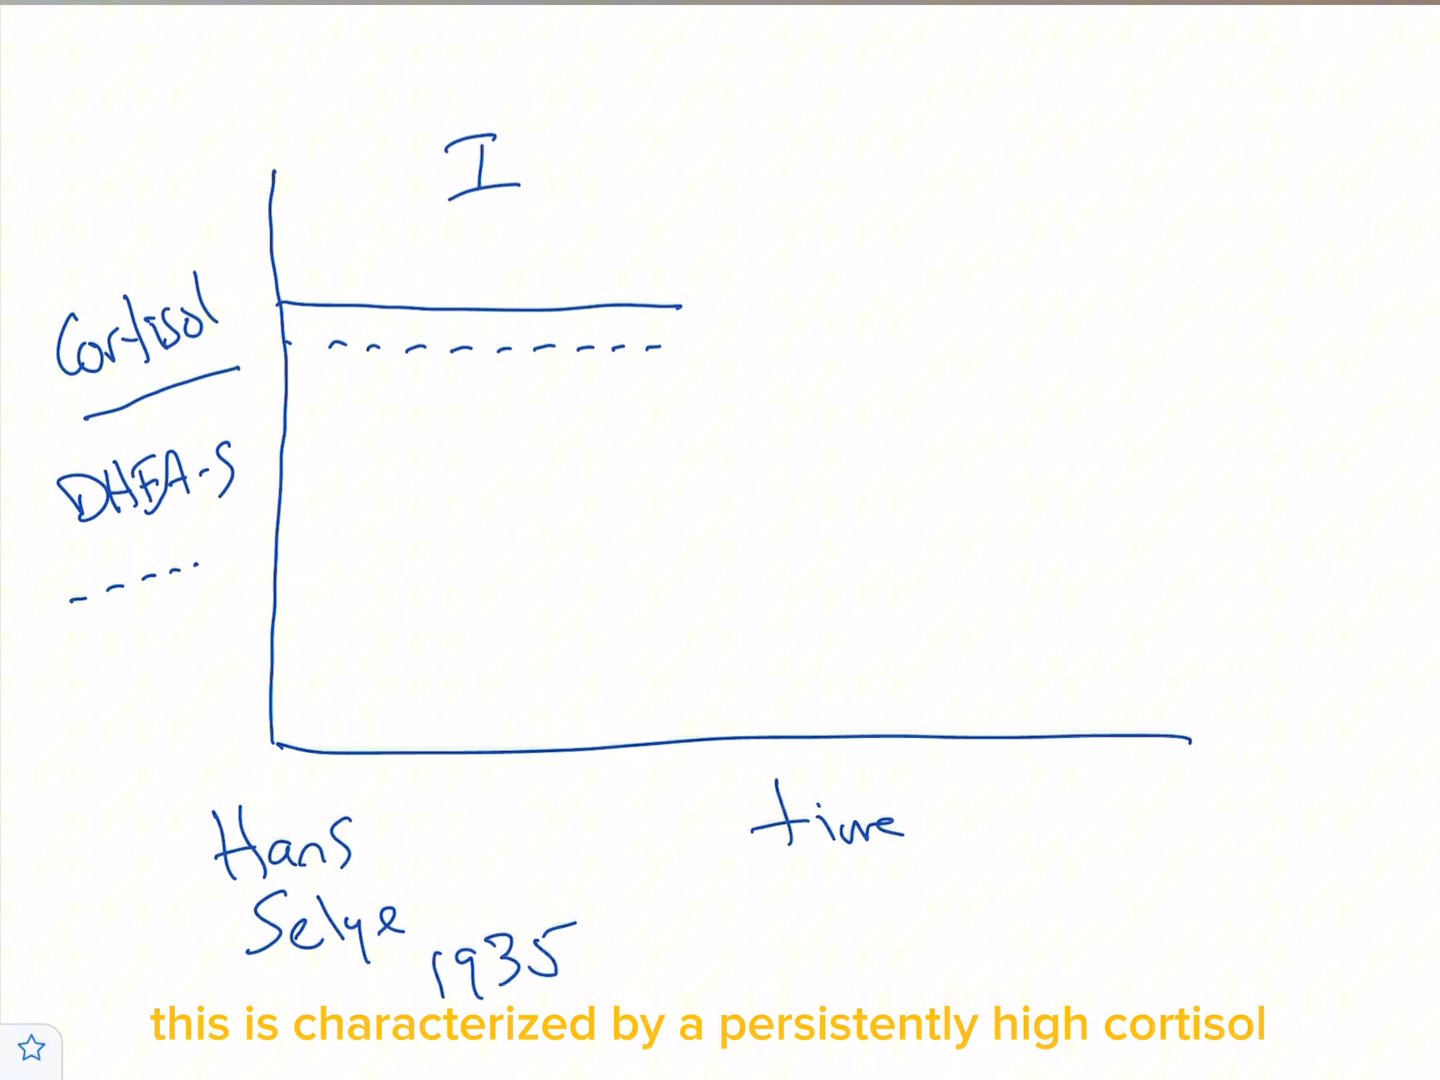 I
Cortisol
DHEA-S
time
Hans
Selye
1935
this is characterized by a persistently high cortisol